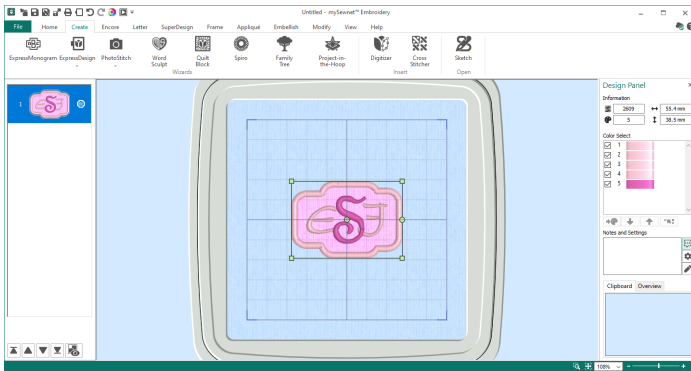 Untitled - mySewnet™ Embroidery
File Home Create Encore Letter SuperDesign Frame Appliqué Embellish Modify View Help
ExpressMonogram ExpressDesign PhotoStitch Word Sculpt Quilt Block Spiro Family Tree Project-in-the-Hoop Digitizer Cross Stitcher Sketch
Wizards Insert Open
1
Design Panel
Information
2609 55.4 mm
5 38.5 mm
Color Select
1
2
3
4
5
Notes and Settings
Clipboard Overview
108%